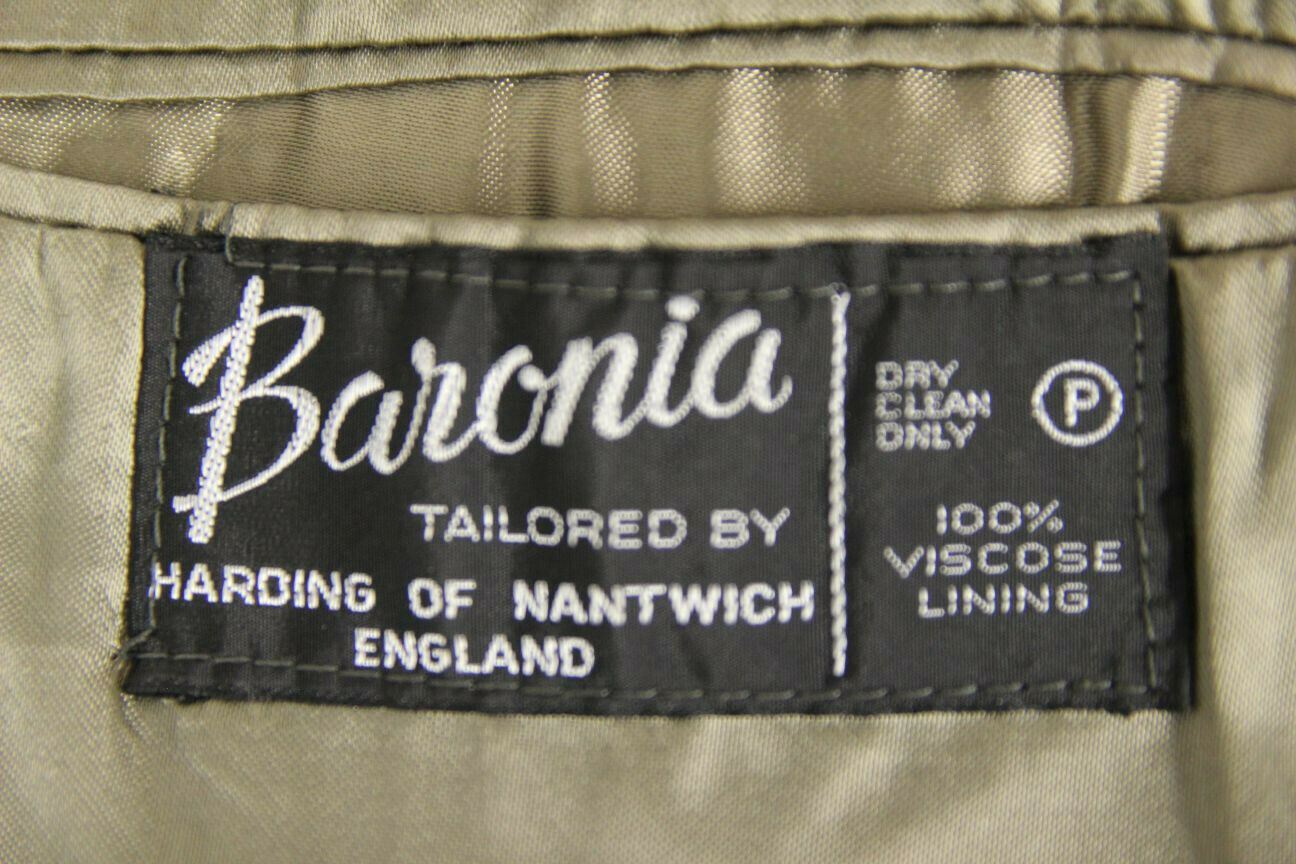 Baronia
TAILORED BY
HARDING OF NANTWICH
ENGLAND
DRY
CLEAN
ONLY
P
100%
VISCOSE
LINING